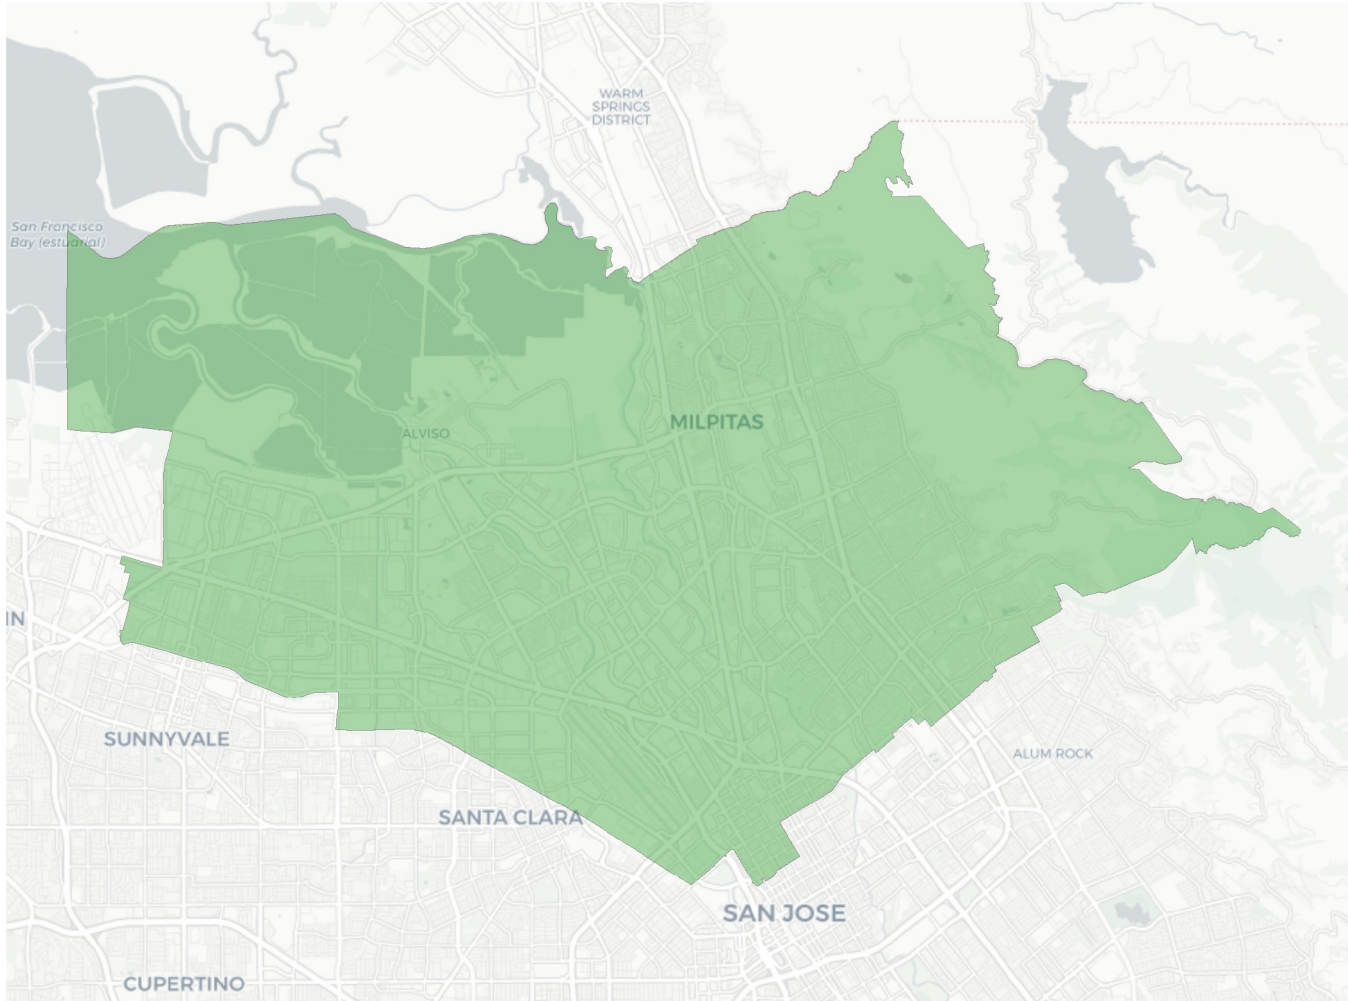 WARM
SPRINGS
DISTRICT
San Francisco
Bay (estuarial)
MILPITAS
ALVISO
IN
SUNNYVALE
ALUM ROCK
SANTA CLARA
SAN JOSE
CUPERTINO